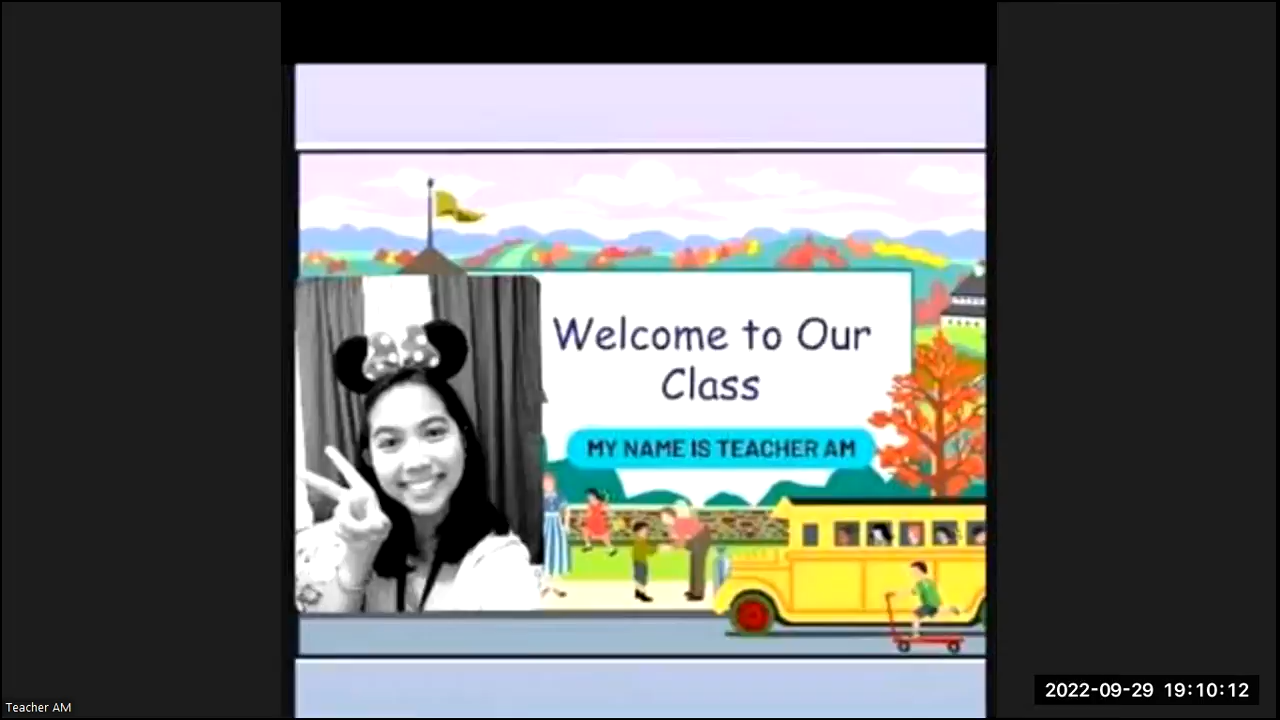 Welcome to Our
Class
MY NAME IS TEACHER AM
Teacher AM
2022-09-29 19:10:12